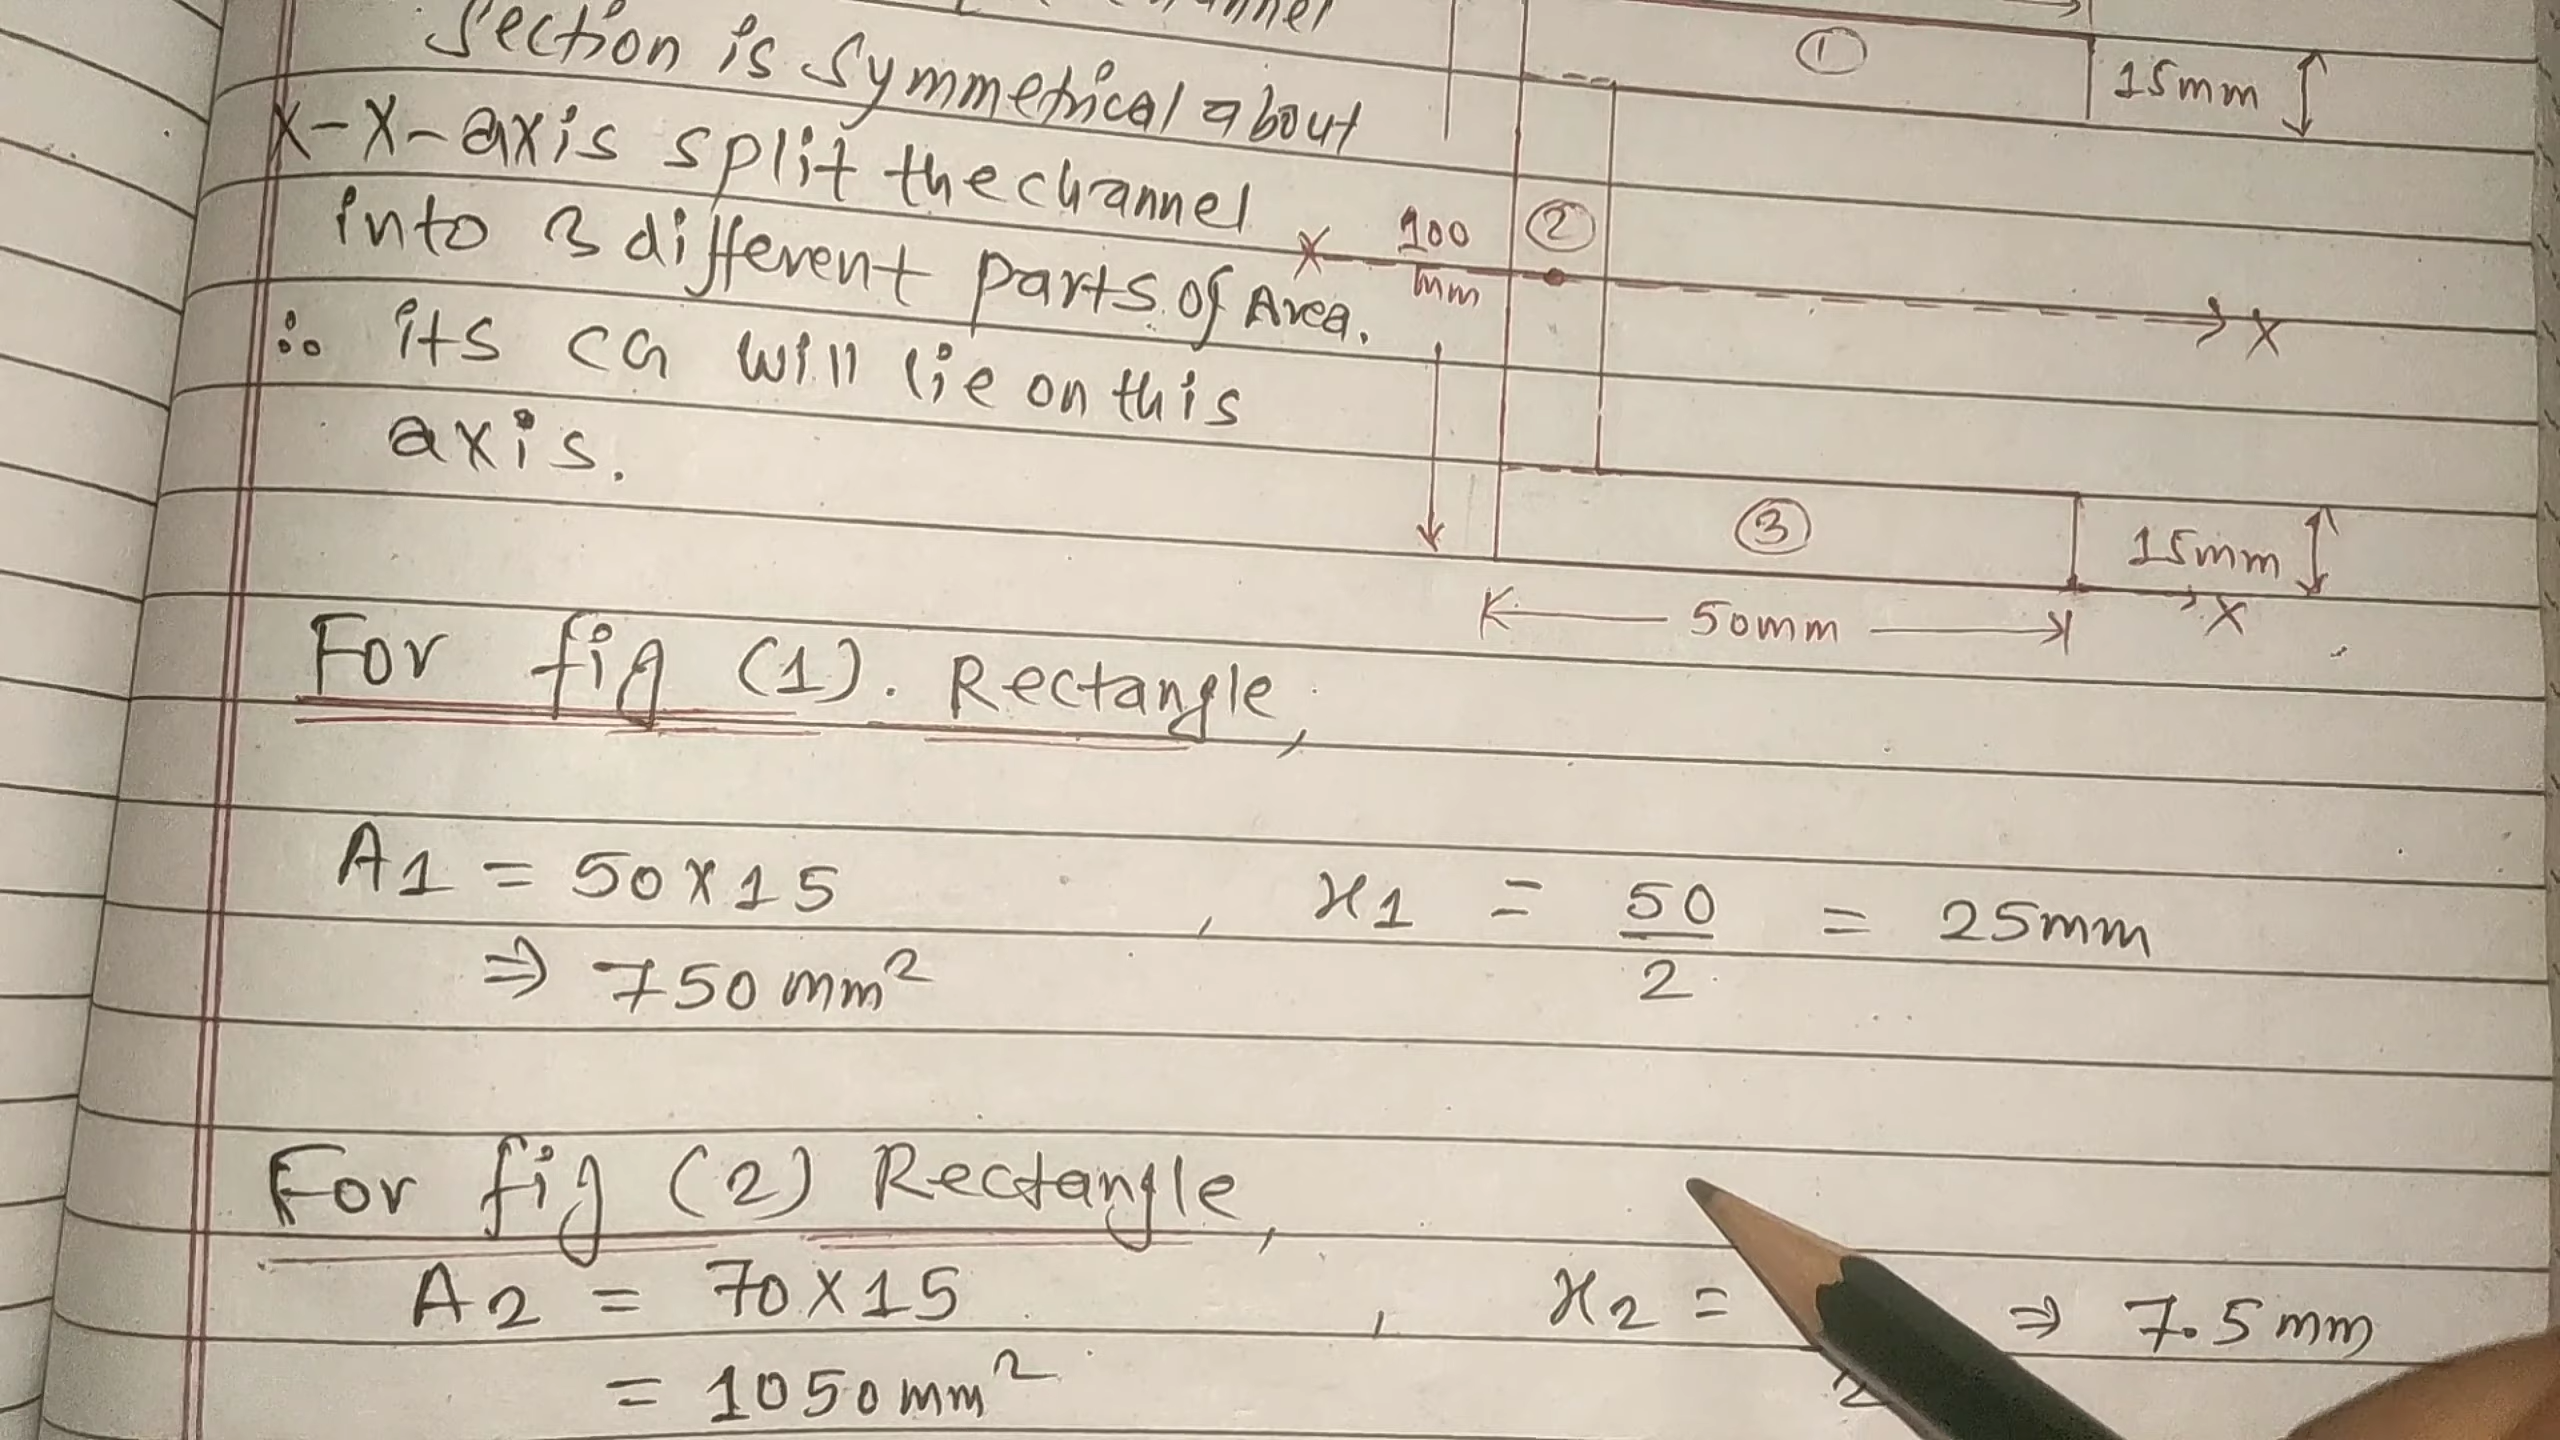 Section is symmetrical about
X-X-axis split the channel
into 3 different parts of Area.
∴ its CG will lie on this
axis.
①
15mm
②
X
100
mm
X
③
15mm
50mm
X
For fig (1). Rectangle,
A1 = 50 x 15 , x1 = 50/2 = 25mm
⇒ 750 mm²
For fig (2) Rectangle,
A2 = 70 X 15 , x2 = /2 ⇒ 7.5 mm
= 1050 mm²